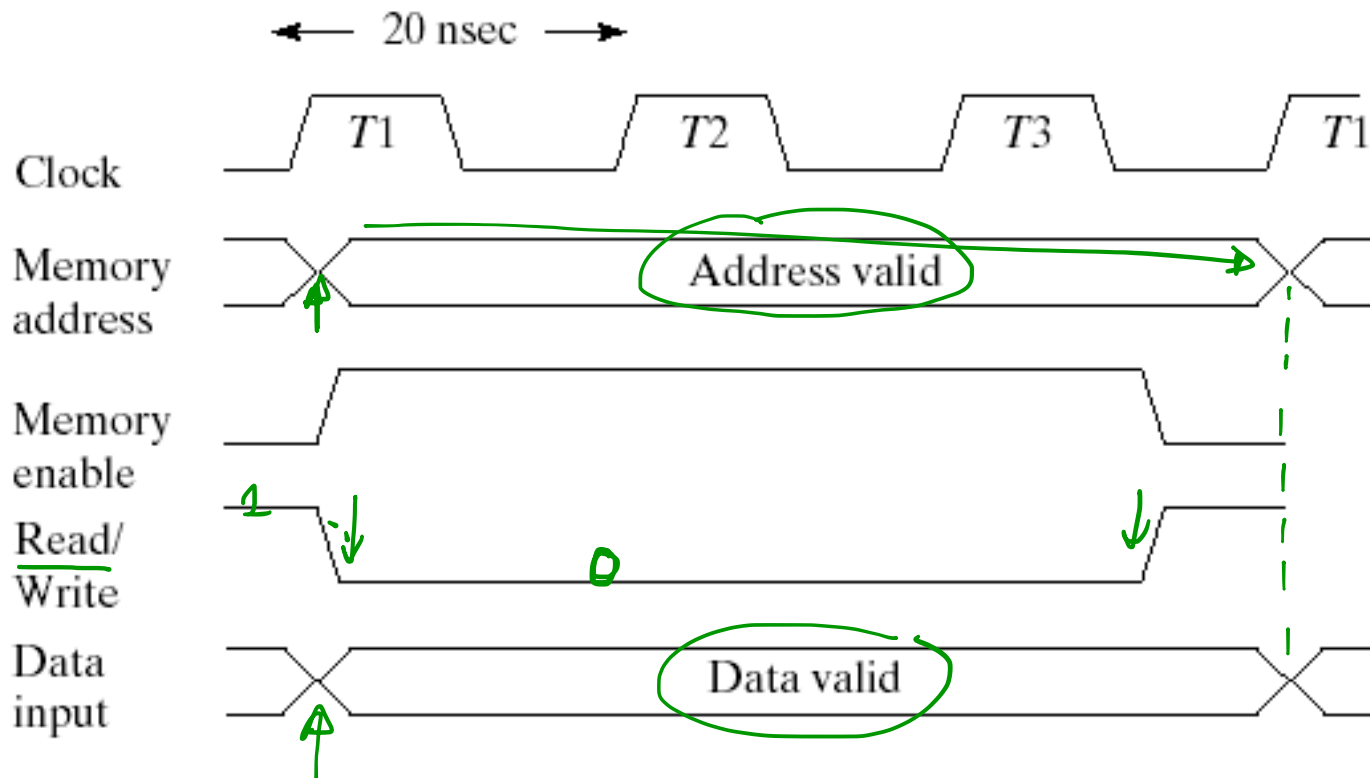 20 nsec
T1 T2 T3 T1
Clock
Memory
address
Address valid
Memory
enable
1
Read/
Write
0
Data
input
Data valid